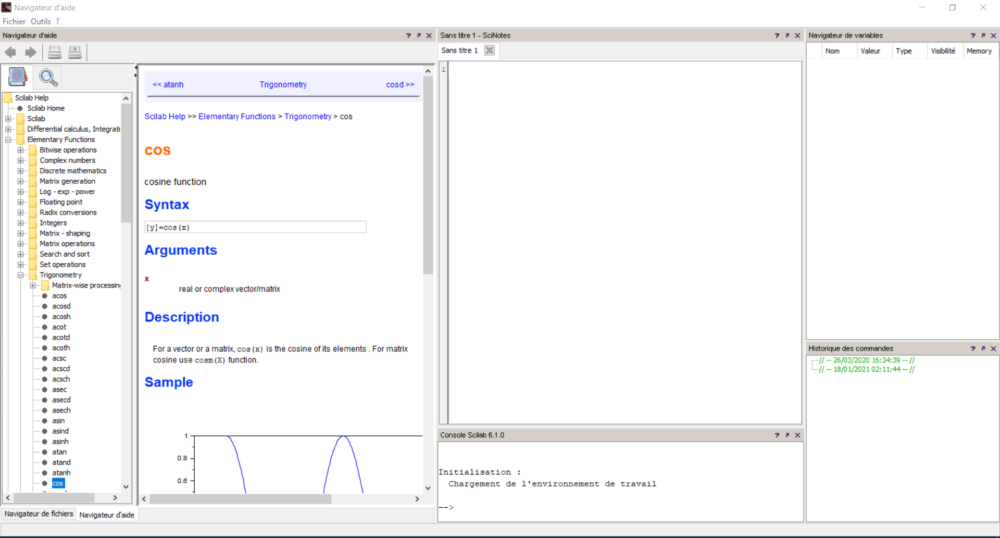 Navigateur d'aide
Fichier Outils ?
Navigateur d'aide
Scilab Help
Scilab Home
Scilab
Differential calculus, Integrati
Elementary Functions
Bitwise operations
Complex numbers
Discrete mathematics
Matrix generation
Log - exp - power
Floating point
Radix conversions
Integers
Matrix - shaping
Matrix operations
Search and sort
Set operations
Trigonometry
Matrix-wise processing
acos
acosd
acosh
acot
acotd
acoth
acsc
acscd
acsch
asec
asecd
asech
asin
asind
asinh
atan
atand
atanh
cos
Navigateur de fichiers
Navigateur d'aide
<< atanh
Trigonometry
cosd >>
Scilab Help >> Elementary Functions > Trigonometry > cos
cos
cosine function
Syntax
[y]=cos(x)
Arguments
x
real or complex vector/matrix
Description
For a vector or a matrix, cos(x) is the cosine of its elements . For matrix
cosine use cosm(X) function.
Sample
1
0.8
0.6
Sans titre 1 - SciNotes
Sans titre 1
1
Console Scilab 6.1.0
Initialisation :
Chargement de l'environnement de travail
-->
Navigateur de variables
Nom Valeur Type Visibilité Memory
Historique des commandes
// -- 26/03/2020 16:34:39 -- //
// -- 18/01/2021 02:11:44 -- //